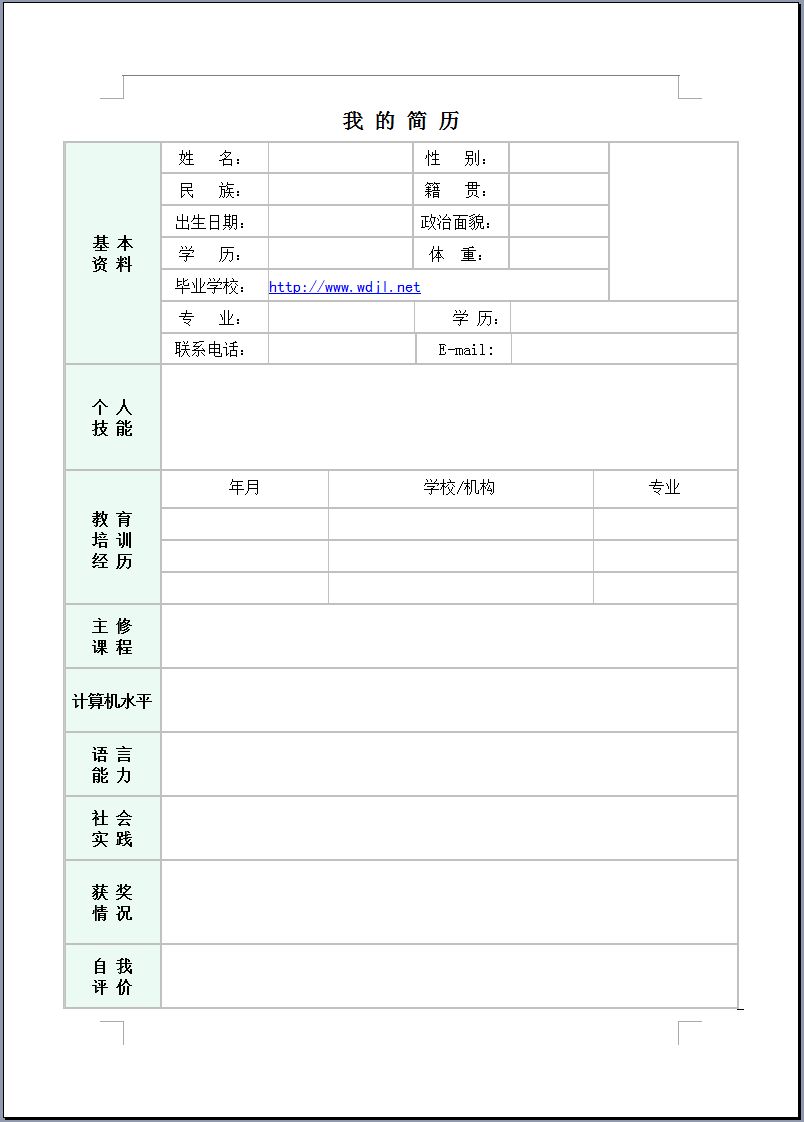 我 的 简 历
基 本
资 料
姓 名： 性 别：
民 族： 籍 贯：
出生日期： 政治面貌：
学 历： 体 重：
毕业学校： http://www.wdjl.net
专 业： 学 历：
联系电话： E-mail:
个 人
技 能
教 育
培 训
经 历
年月 学校/机构 专业
主 修
课 程
计算机水平
语 言
能 力
社 会
实 践
获 奖
情 况
自 我
评 价